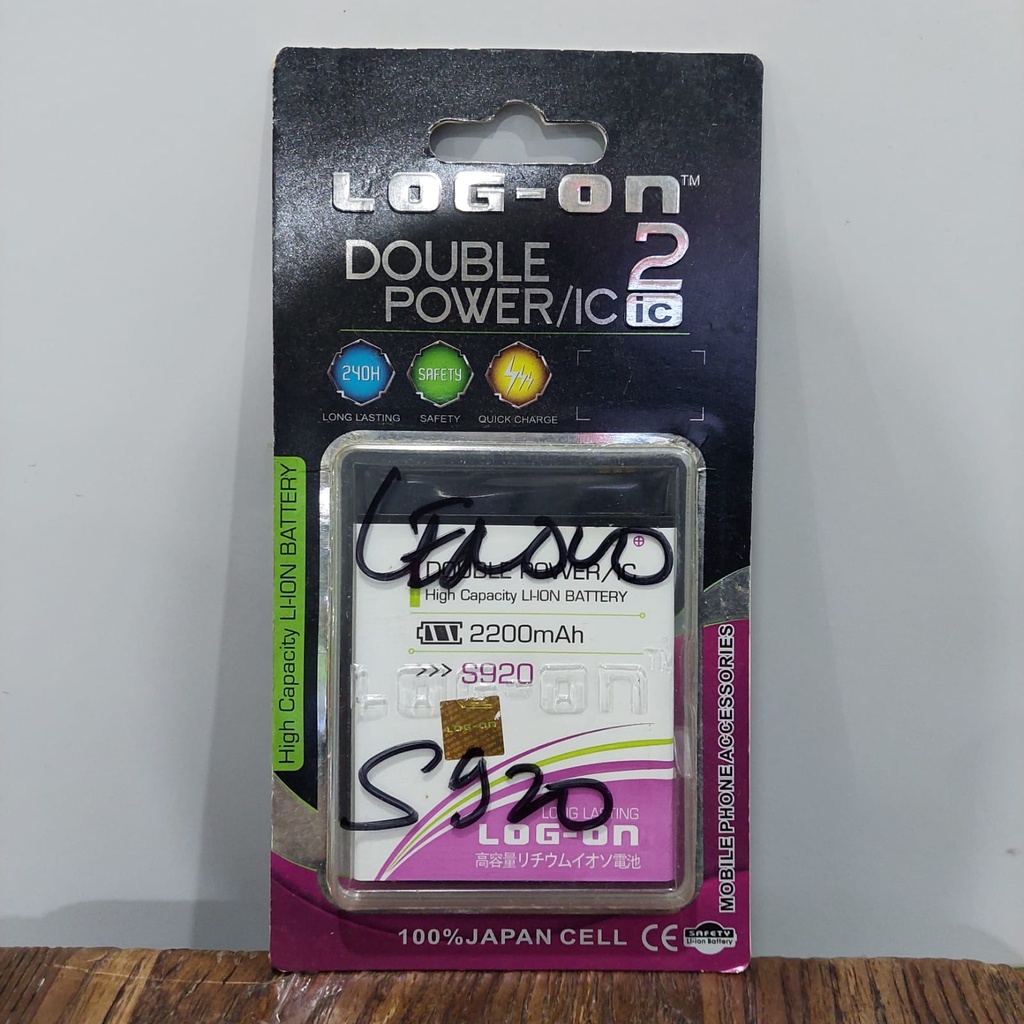 LOG-ON™
DOUBLE
POWER/IC
2
ic
240H
SAFETY
LONG LASTING
SAFETY
QUICK CHARGE
High Capacity LI-ION BATTERY
LENOVO
DOUBLE POWER/IC
High Capacity LI-ION BATTERY
2200mAh
>>> S920
LOG-ON™
LOG-ON
S920
LONG LASTING
LOG-ON
高容量リチウムイオソ電池
MOBILE PHONE ACCESSORIES
100%JAPAN CELL CE
SAFETY
Li-ion Battery